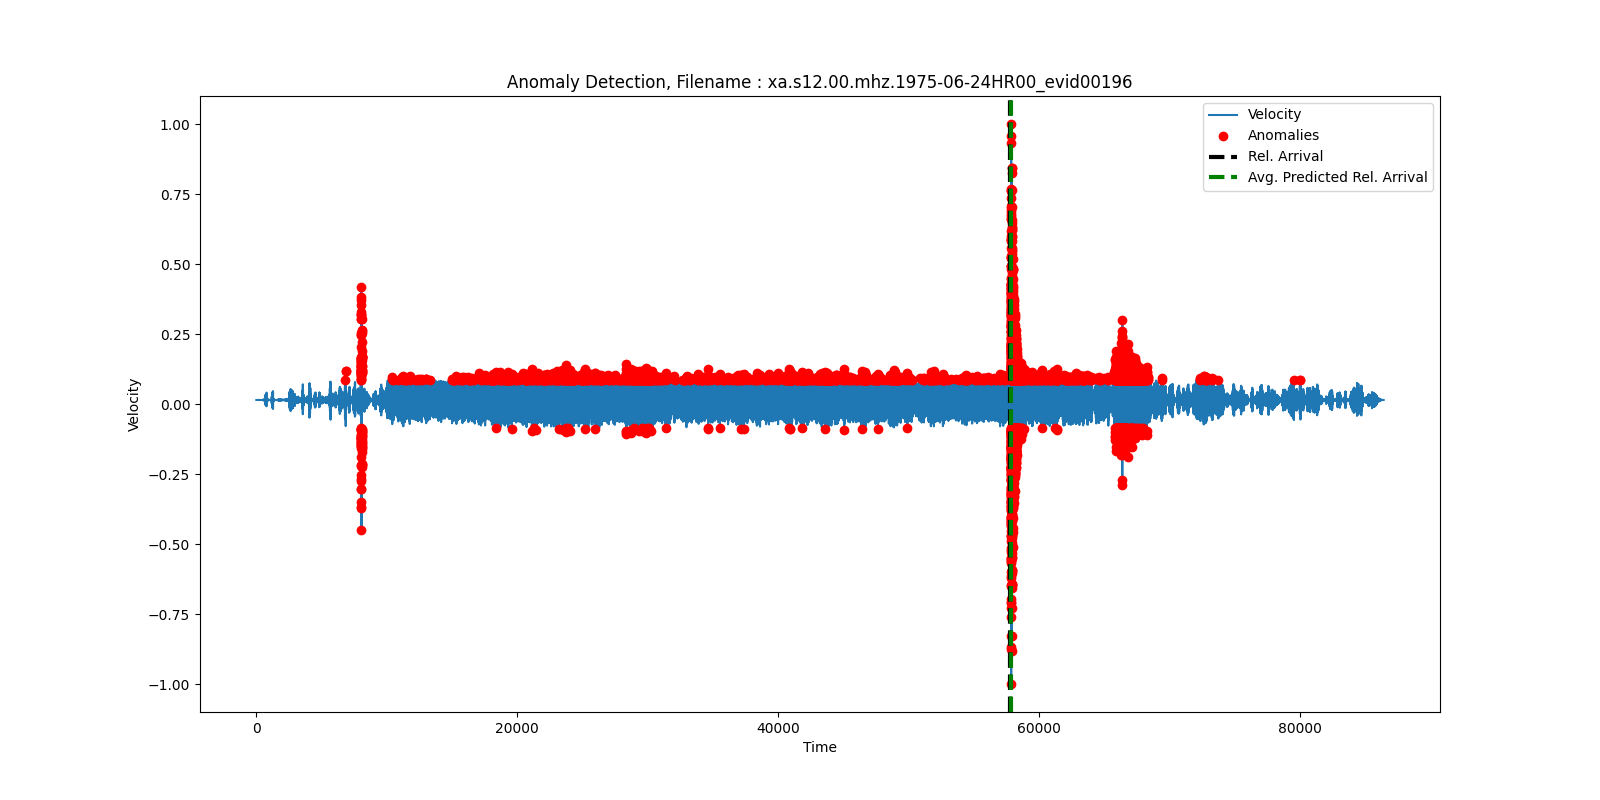 Anomaly Detection, Filename : xa.s12.00.mhz.1975-06-24HR00_evid00196
Velocity
Anomalies
Rel. Arrival
Avg. Predicted Rel. Arrival
1.00
0.75
0.50
0.25
0.00
−0.25
−0.50
−0.75
−1.00
Velocity
0
20000
40000
60000
80000
Time